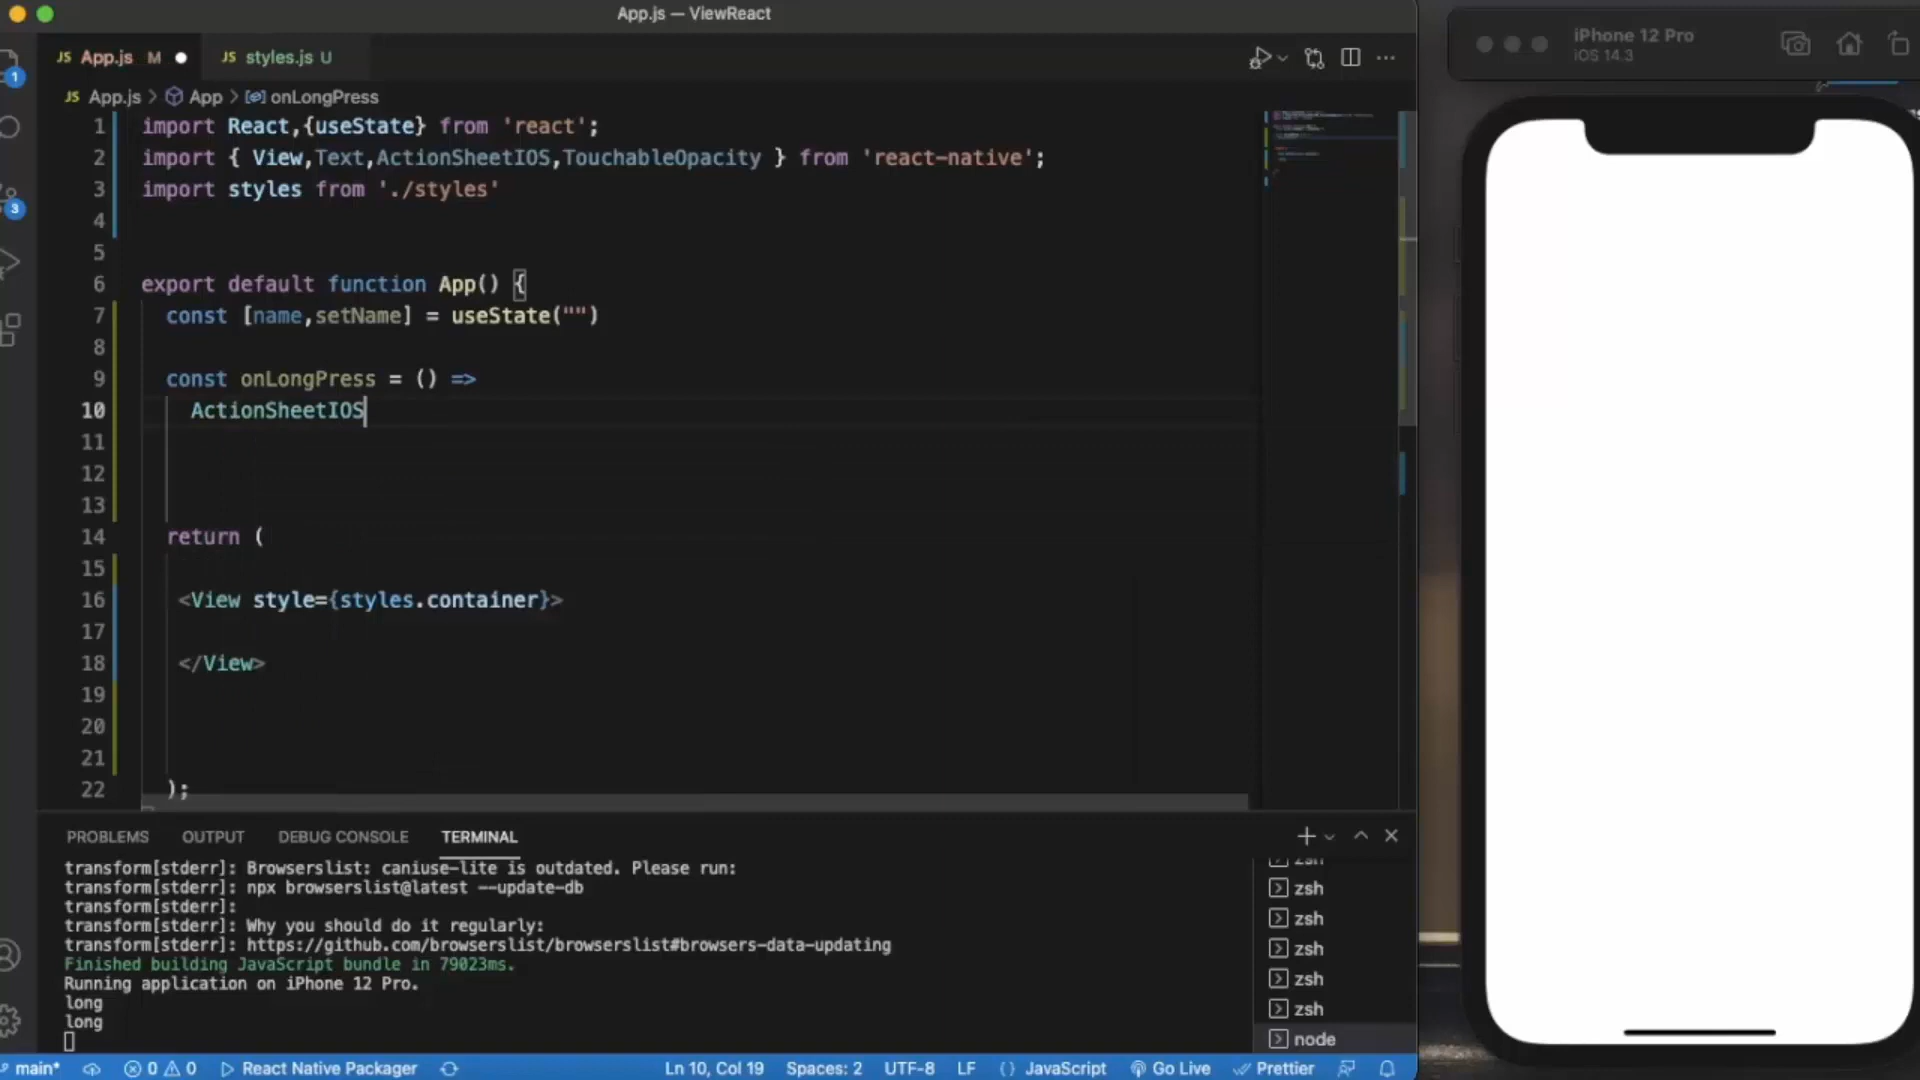 App.js — ViewReact
JS App.js M
JS styles.js U
JS App.js > App > onLongPress
1 import React,{useState} from 'react';
2 import { View,Text,ActionSheetIOS,TouchableOpacity } from 'react-native';
3 import styles from './styles'
4
5
6 export default function App() {
7 const [name,setName] = useState("")
8
9 const onLongPress = () =>
10 ActionSheetIOS
11
12
13
14 return (
15
16 <View style={styles.container}>
17
18 </View>
19
20
21
22 );
1
3
iPhone 12 Pro
iOS 14.3
PROBLEMS OUTPUT DEBUG CONSOLE TERMINAL
transform[stderr]: Browserslist: caniuse-lite is outdated. Please run:
transform[stderr]: npx browserslist@latest --update-db
transform[stderr]:
transform[stderr]: Why you should do it regularly:
transform[stderr]: https://github.com/browserslist/browserslist#browsers-data-updating
Finished building JavaScript bundle in 79023ms.
Running application on iPhone 12 Pro.
long
long
zsh
zsh
zsh
zsh
zsh
zsh
node
main* 0 0 React Native Packager Ln 10, Col 19 Spaces: 2 UTF-8 LF {} JavaScript Go Live Prettier